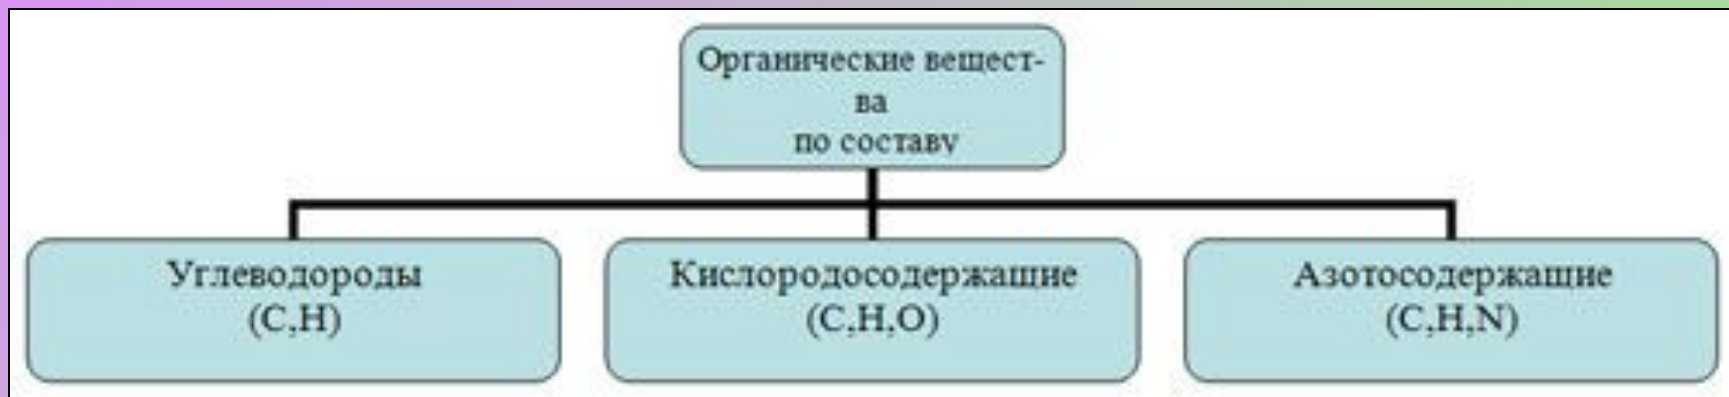 Органические вещест-
ва
по составу
Углеводороды
(С,Н)
Кислородосодержащие
(С,Н,О)
Азотосодержащие
(С,Н,N)